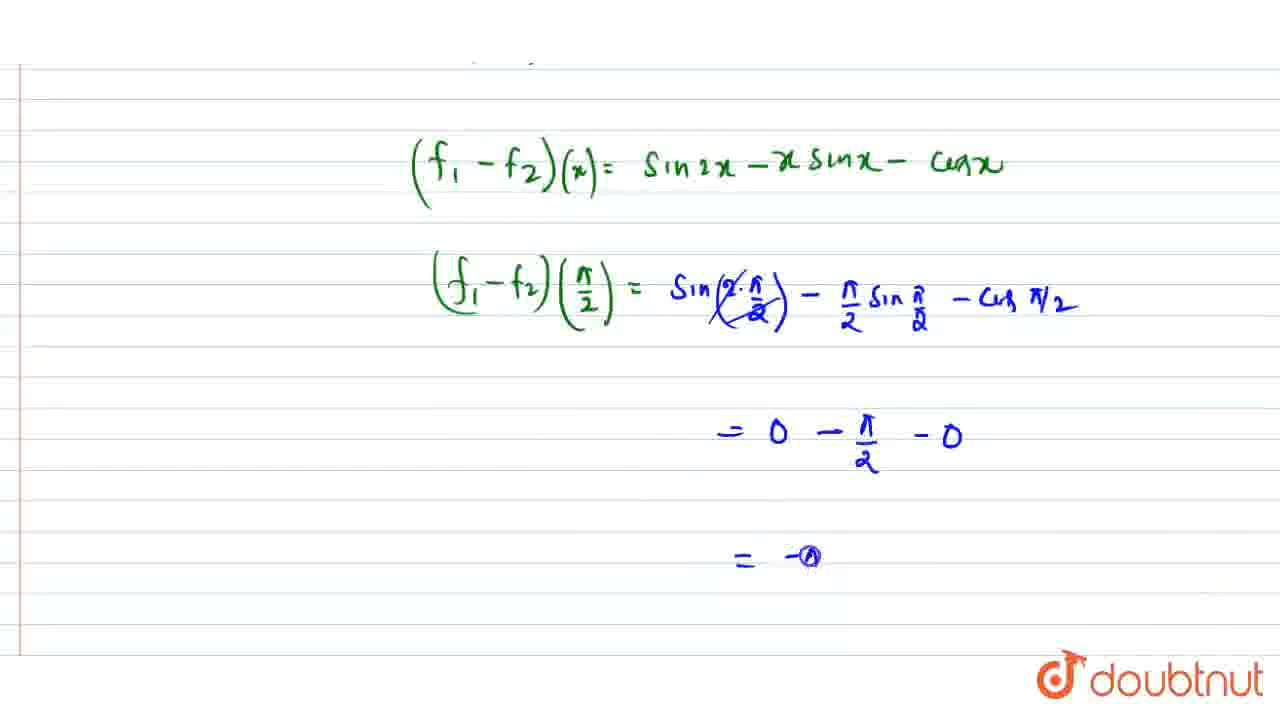 (f₁ - f₂)(x) = sin 2x - x sin x - cos x
(f₁ - f₂)(π/2) = sin(2·π/2) - π/2 sin π/2 - cos π/2
= 0 - π/2 - 0
= -π
doubtnut